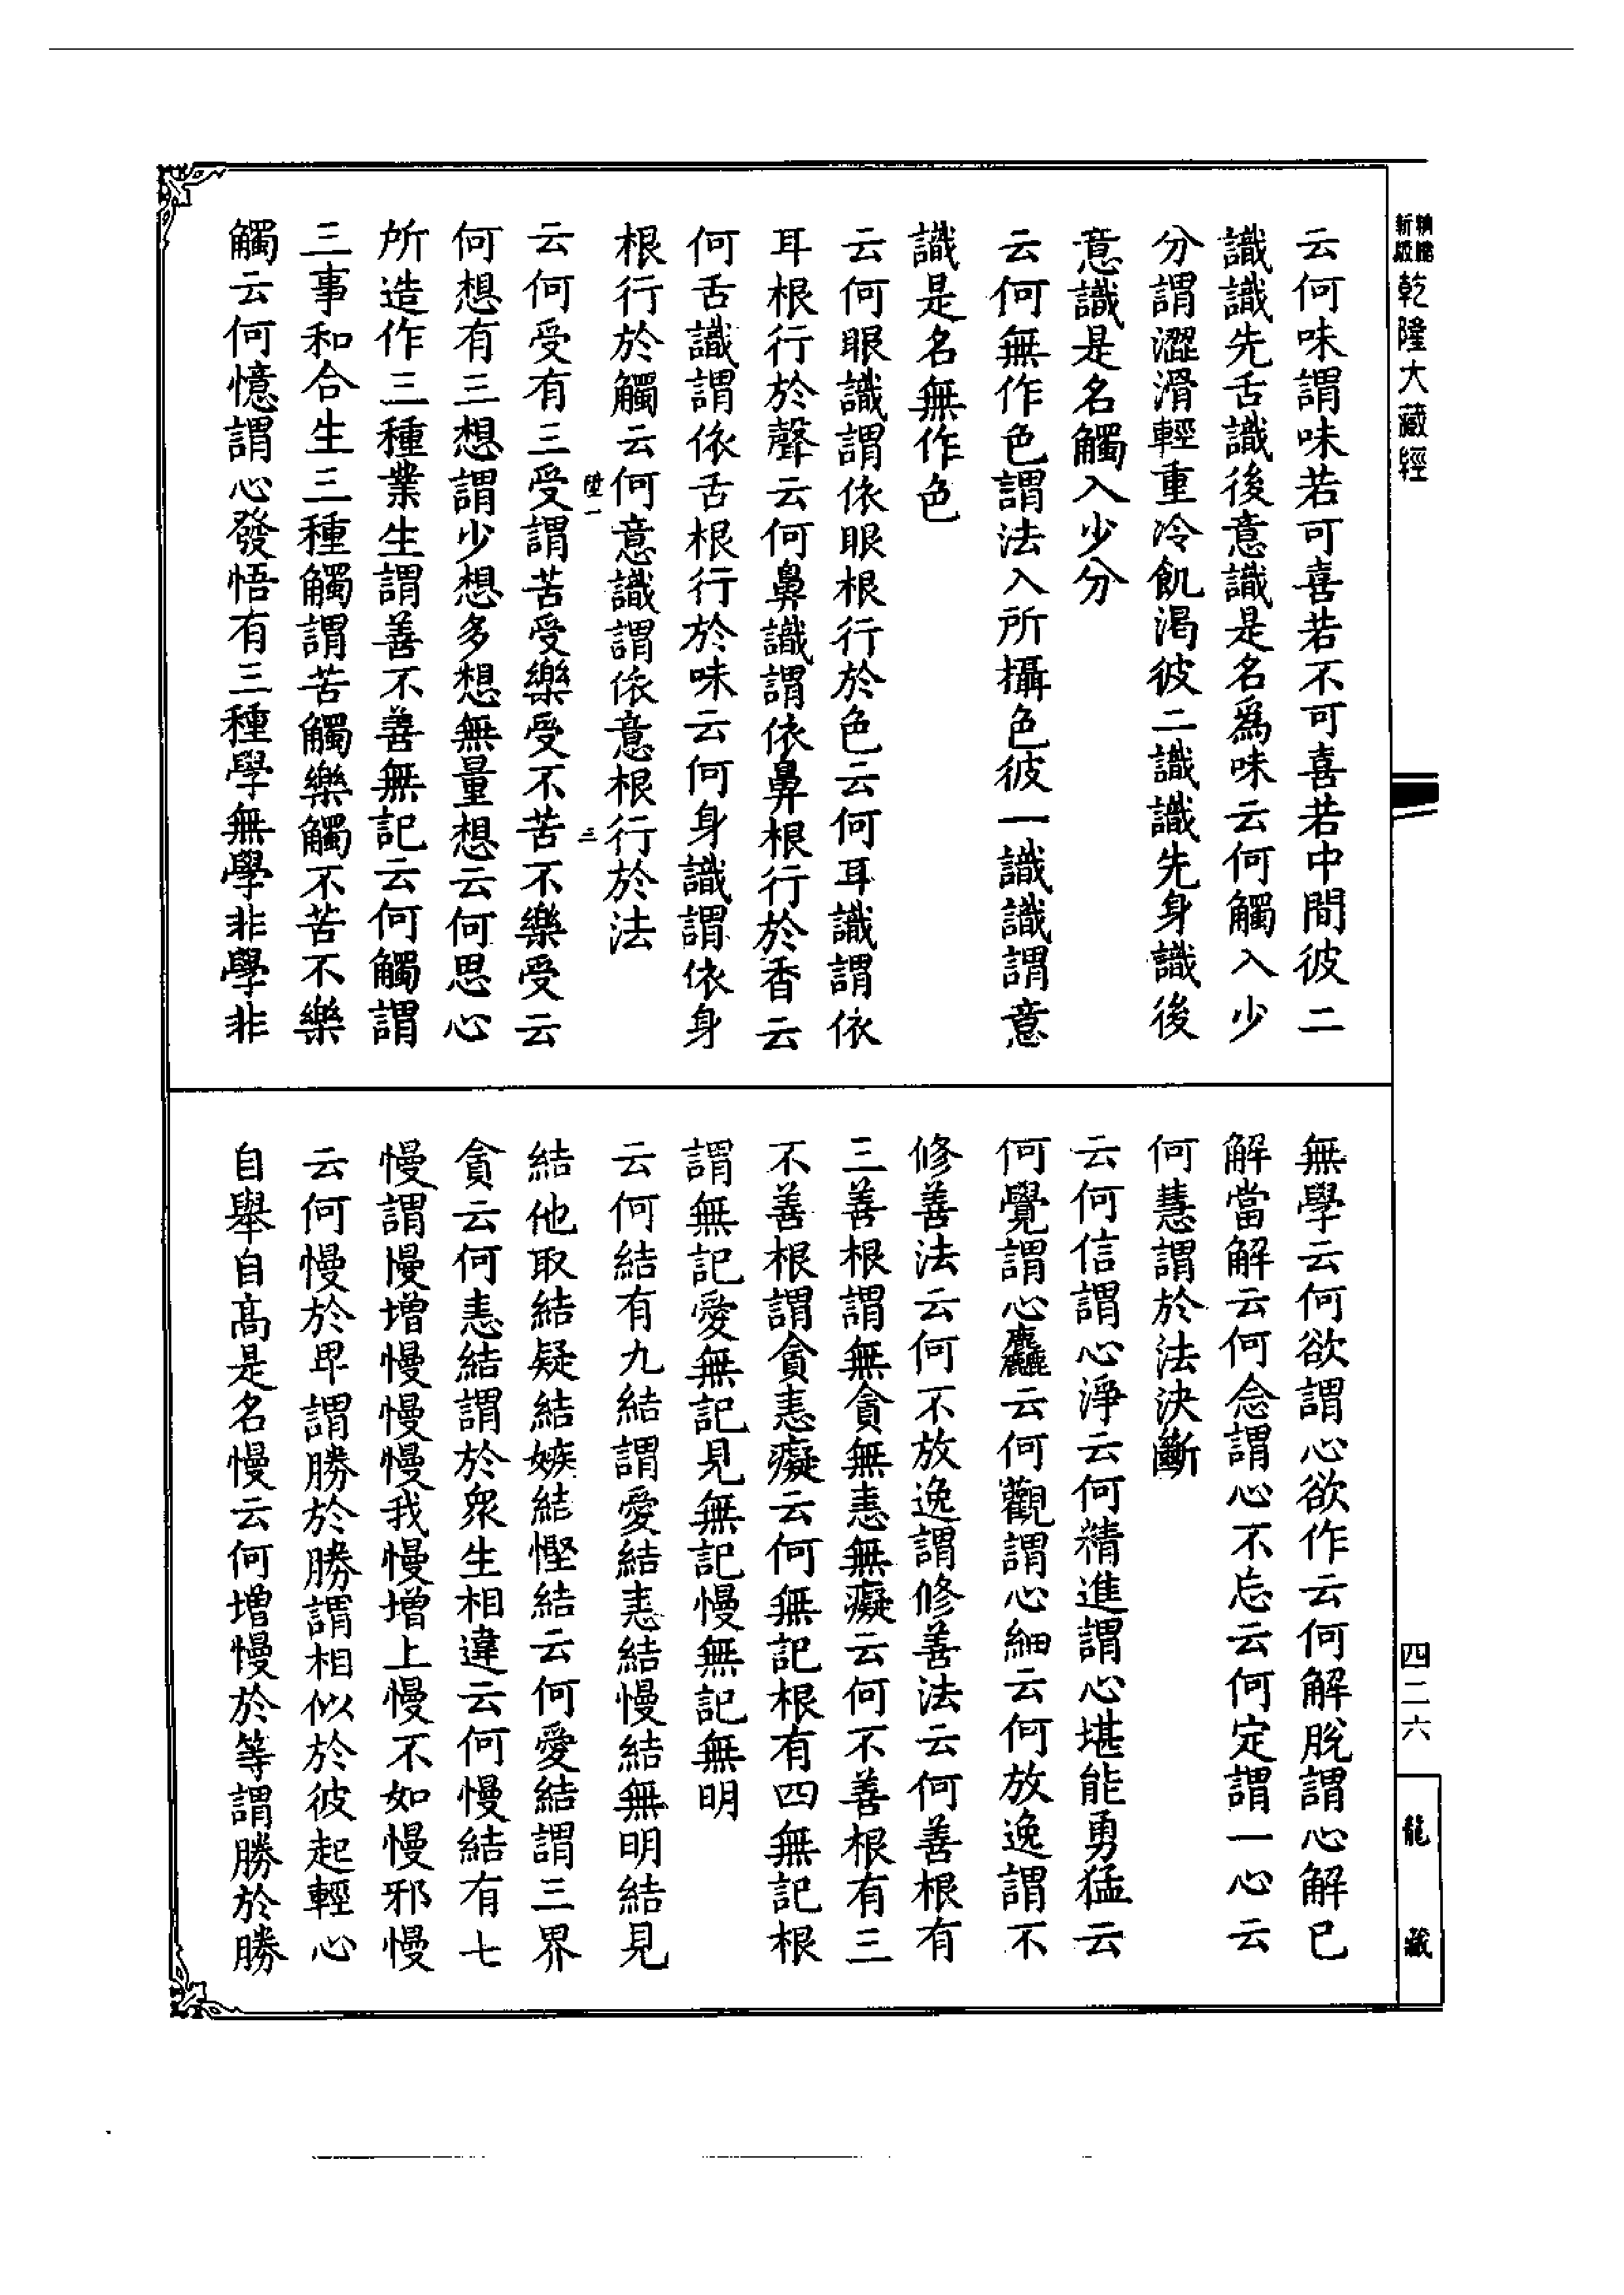 新版
乾隆大藏經
四二六
龍藏
云何味謂味若可喜若不可喜若中間彼二
識識先舌識後意識是名爲味云何觸入少
分謂澀滑輕重冷飢渴彼二識識先身識後
意識是名觸入少分
云何無作色謂法入所攝色彼一識識謂意
識是名無作色
云何眼識謂依眼根行於色云何耳識謂依
耳根行於聲云何鼻識謂依鼻根行於香云
何舌識謂依舌根行於味云何身識謂依身
根行於觸云何意識謂依意根行於法
陸一
三
云何受有三受謂苦受樂受不苦不樂受云
何想有三想謂少想多想無量想云何思心
所造作三種業生謂善不善無記云何觸謂
三事和合生三種觸謂苦觸樂觸不苦不樂
觸云何憶謂心發悟有三種學無學非學非
無學云何欲謂心欲作云何解脫謂心解已
解當解云何念謂心不忘云何定謂一心云
何慧謂於法決斷
云何信謂心淨云何精進謂心堪能勇猛云
何覺謂心麤云何觀謂心細云何放逸謂不
修善法云何不放逸謂修善法云何善根有
三善根謂無貪無恚無癡云何不善根有三
不善根謂貪恚癡云何無記根有四無記根
謂無記愛無記見無記慢無記無明
云何結有九結謂愛結恚結慢結無明結見
結他取結疑結嫉結慳結云何愛結謂三界
貪云何恚結謂於衆生相違云何慢結有七
慢謂慢增慢慢慢我慢增上慢不如慢邪慢
云何慢於卑謂勝於勝謂相似於彼起輕心
自舉自高是名慢云何增慢於等謂勝於勝